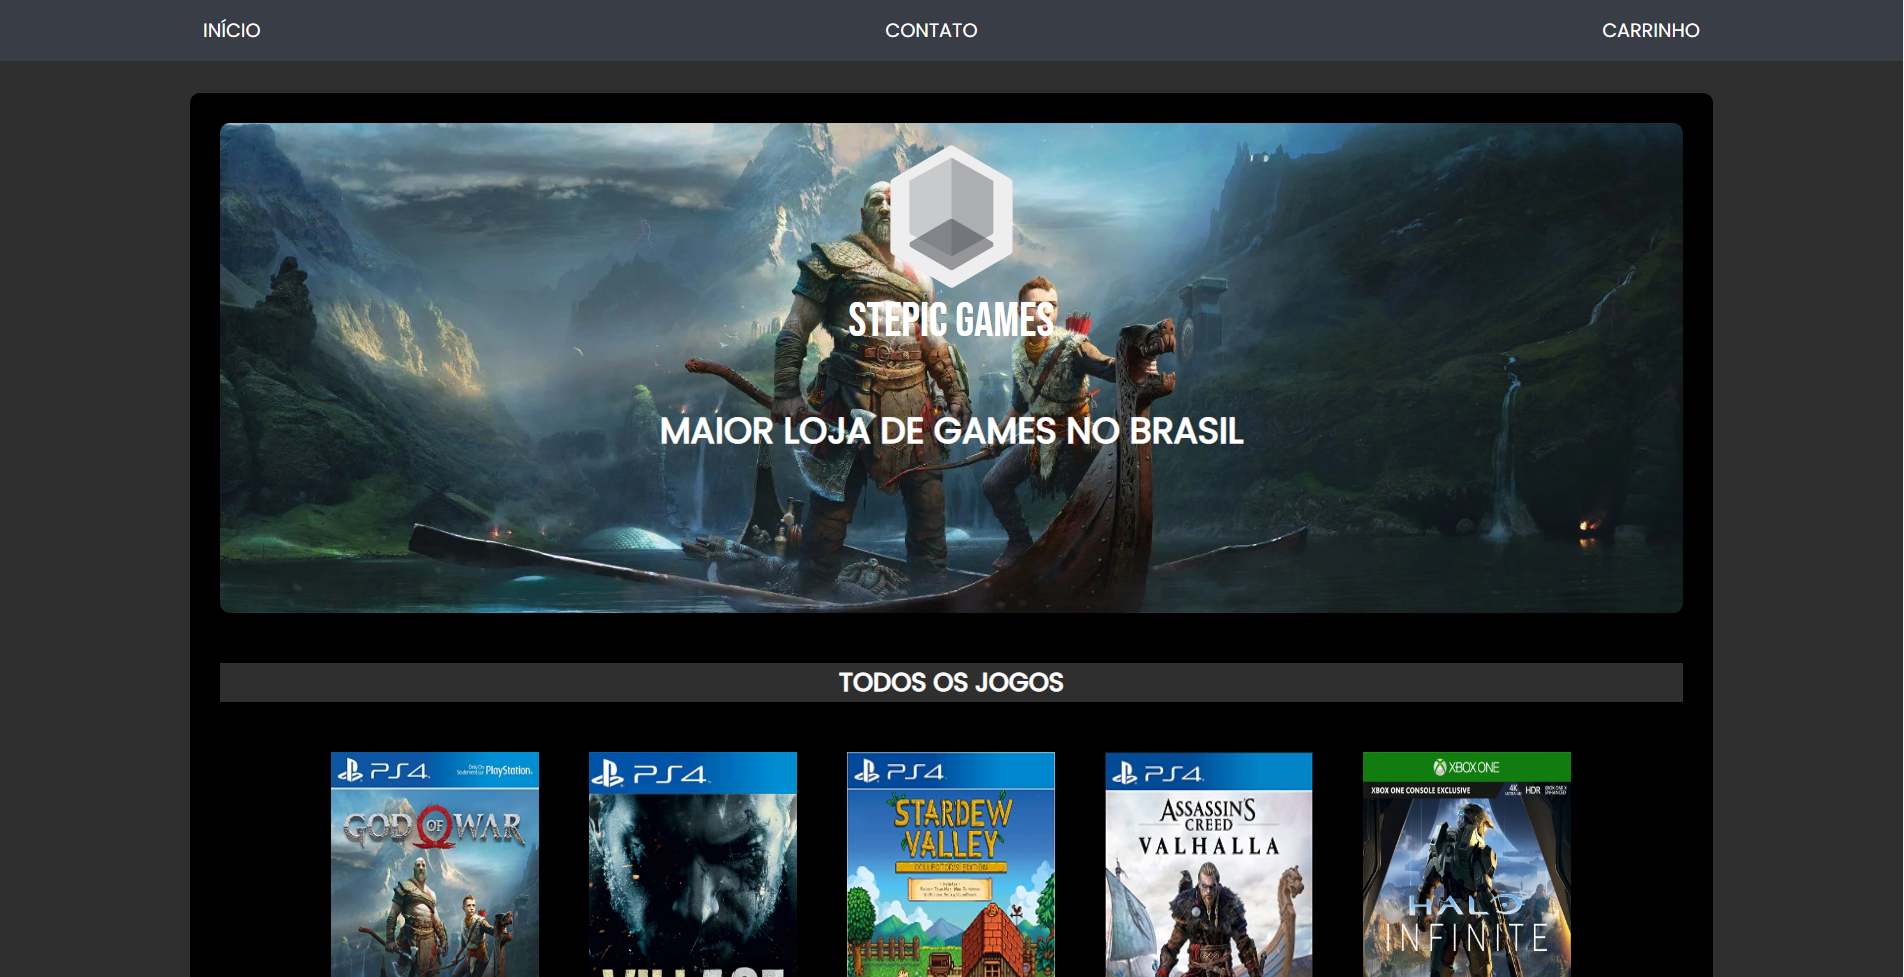 INÍCIO
CONTATO
CARRINHO
STEPIC GAMES
MAIOR LOJA DE GAMES NO BRASIL
TODOS OS JOGOS
PS4
Only On
PlayStation
GOD OF WAR
PS4
VILLAGE
PS4
STARDEW
VALLEY
COLLECTOR'S EDITION
PS4
ASSASSIN'S
CREED
VALHALLA
XBOX ONE
XBOX ONE CONSOLE EXCLUSIVE
4K
HDR
HALO
INFINITE